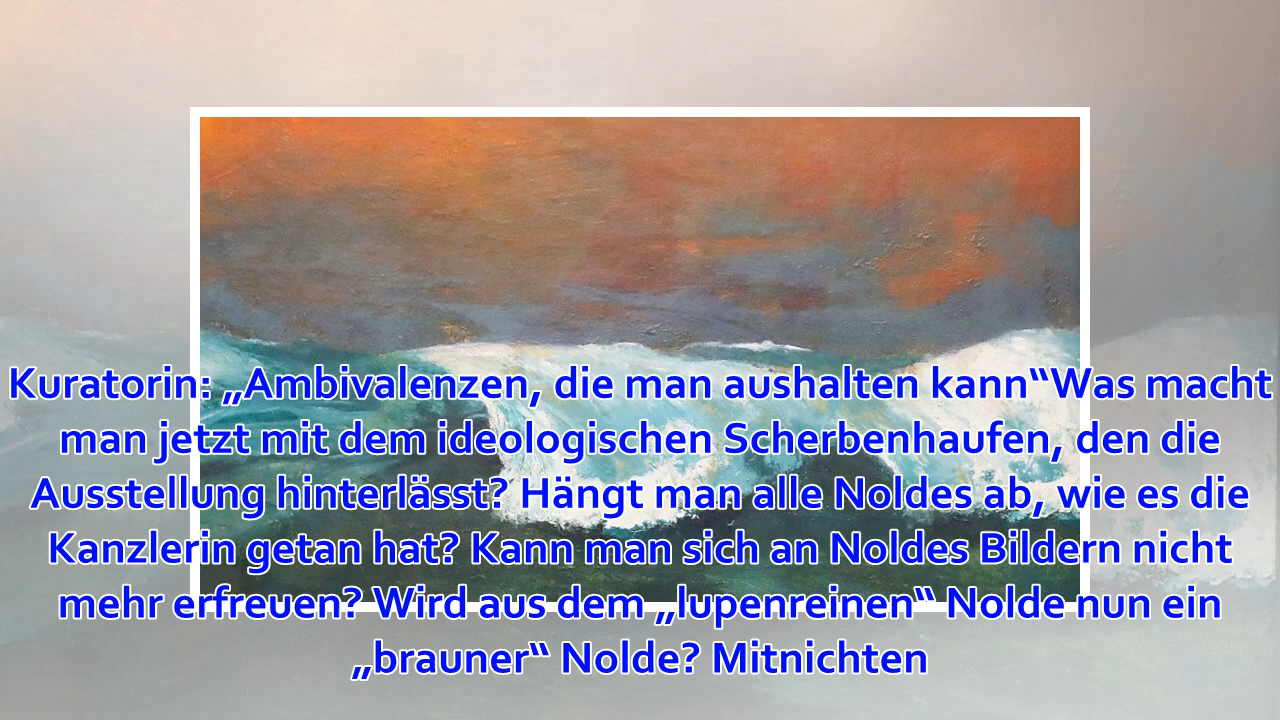 Kuratorin: „Ambivalenzen, die man aushalten kann“Was macht
man jetzt mit dem ideologischen Scherbenhaufen, den die
Ausstellung hinterlässt? Hängt man alle Noldes ab, wie es die
Kanzlerin getan hat? Kann man sich an Noldes Bildern nicht
mehr erfreuen? Wird aus dem „lupenreinen“ Nolde nun ein
„brauner“ Nolde? Mitnichten